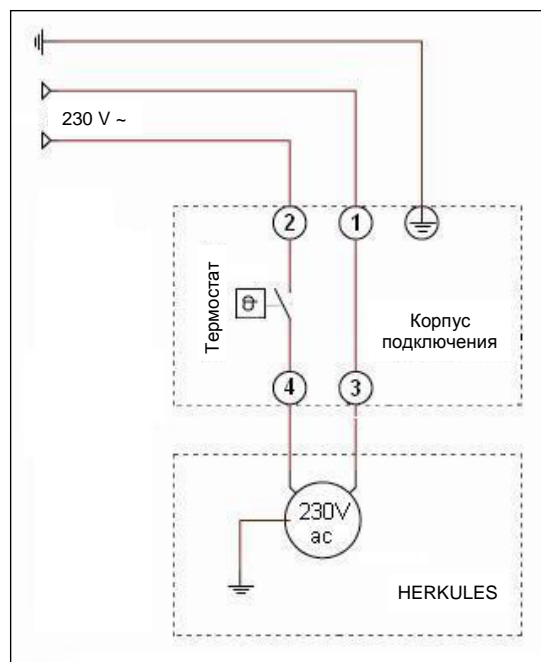 230 V ~
2
1
Термостат
ϑ
Корпус
подключения
4
3
230V
ac
HERKULES